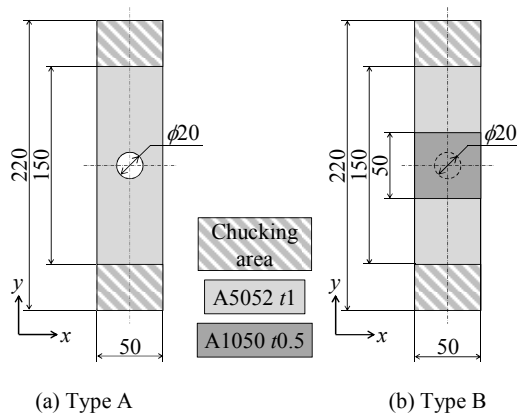 220
150
ϕ20
y
x
50
(a) Type A
Chucking
area
A5052 t1
A1050 t0.5
220
150
50
ϕ20
y
x
50
(b) Type B